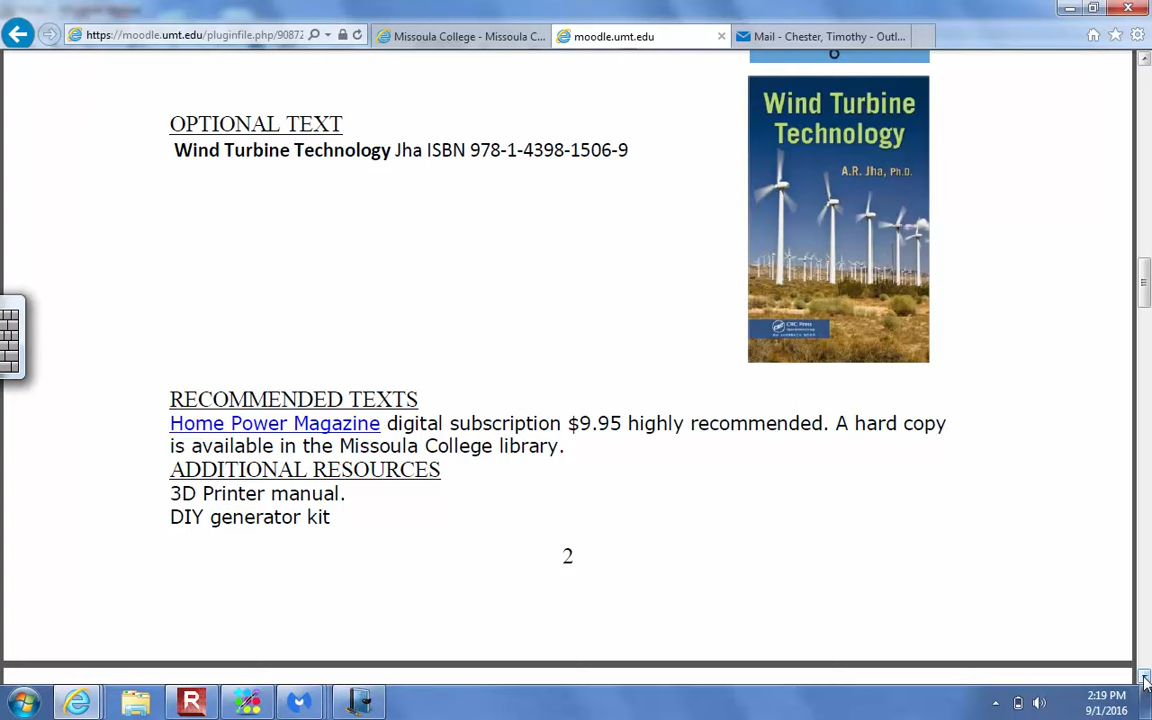 https://moodle.umt.edu/pluginfile.php/90872
Missoula College - Missoula C...
moodle.umt.edu
Mail - Chester, Timothy - Outl...
OPTIONAL TEXT
Wind Turbine Technology Jha ISBN 978-1-4398-1506-9
Wind Turbine
Technology
A.R. Jha, Ph.D.
CRC Press
RECOMMENDED TEXTS
Home Power Magazine digital subscription $9.95 highly recommended. A hard copy
is available in the Missoula College library.
ADDITIONAL RESOURCES
3D Printer manual.
DIY generator kit
2
R
2:19 PM
9/1/2016